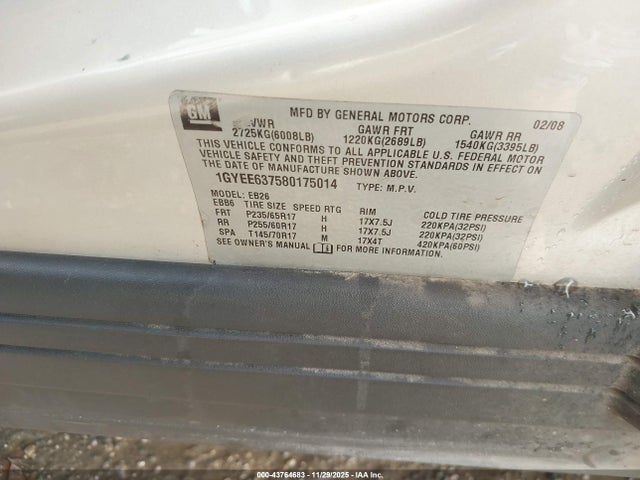 GM
MFD BY GENERAL MOTORS CORP. 02/08
VWR GAWR FRT GAWR RR
2725KG(6008LB) 1220KG(2689LB) 1540KG(3395LB)
THIS VEHICLE CONFORMS TO ALL APPLICABLE U.S. FEDERAL MOTOR
VEHICLE SAFETY AND THEFT PREVENTION STANDARDS IN EFFECT ON
THE DATE OF MANUFACTURE SHOWN ABOVE.
1GYEE637580175014 TYPE: M.P.V.
MODEL: EB26
EBB6 TIRE SIZE SPEED RTG RIM COLD TIRE PRESSURE
FRT P235/65R17 H 17X7.5J 220KPA(32PSI)
RR P255/60R17 H 17X7.5J 220KPA(32PSI)
SPA T145/70R17 M 17X4T 420KPA(60PSI)
SEE OWNER'S MANUAL FOR MORE INFORMATION.
000-43764683 | 11/29/2025 | IAA Inc.